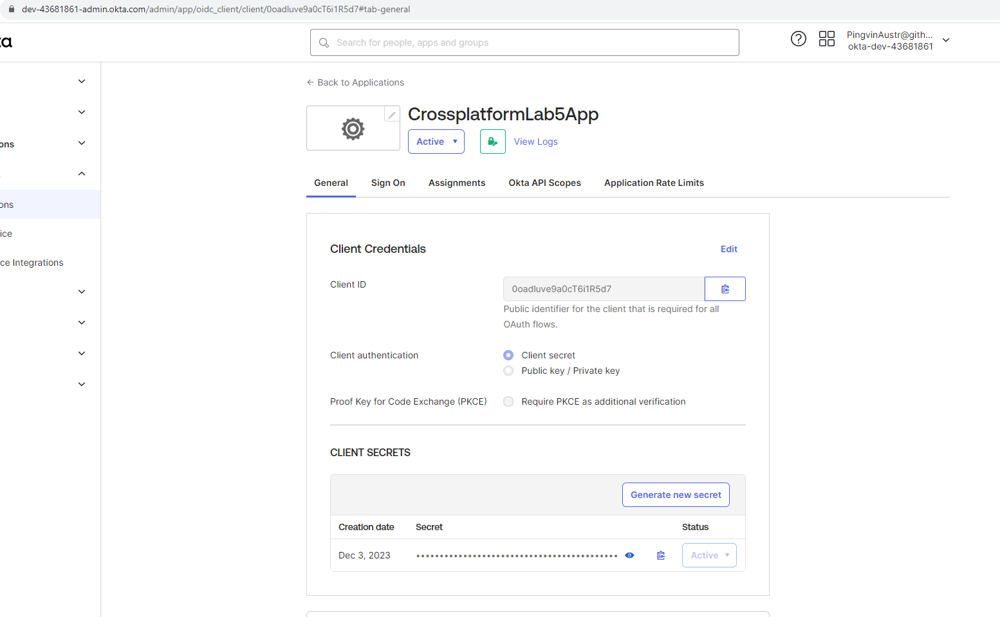 dev-43681861-admin.okta.com/admin/app/oidc_client/client/0oadluve9a0cT6i1R5d7#tab-general
ta
Search for people, apps and groups
PingvinAustr@gith...
okta-dev-43681861
← Back to Applications
CrossplatformLab5App
Active
View Logs
ons
General
Sign On
Assignments
Okta API Scopes
Application Rate Limits
ons
ice
ce Integrations
Client Credentials
Edit
Client ID
0oadluve9a0cT6i1R5d7
Public identifier for the client that is required for all
OAuth flows.
Client authentication
Client secret
Public key / Private key
Proof Key for Code Exchange (PKCE)
Require PKCE as additional verification
CLIENT SECRETS
Generate new secret
Creation date Secret Status
Dec 3, 2023 •••••••••••••••••••••••••••••••••••••••• Active